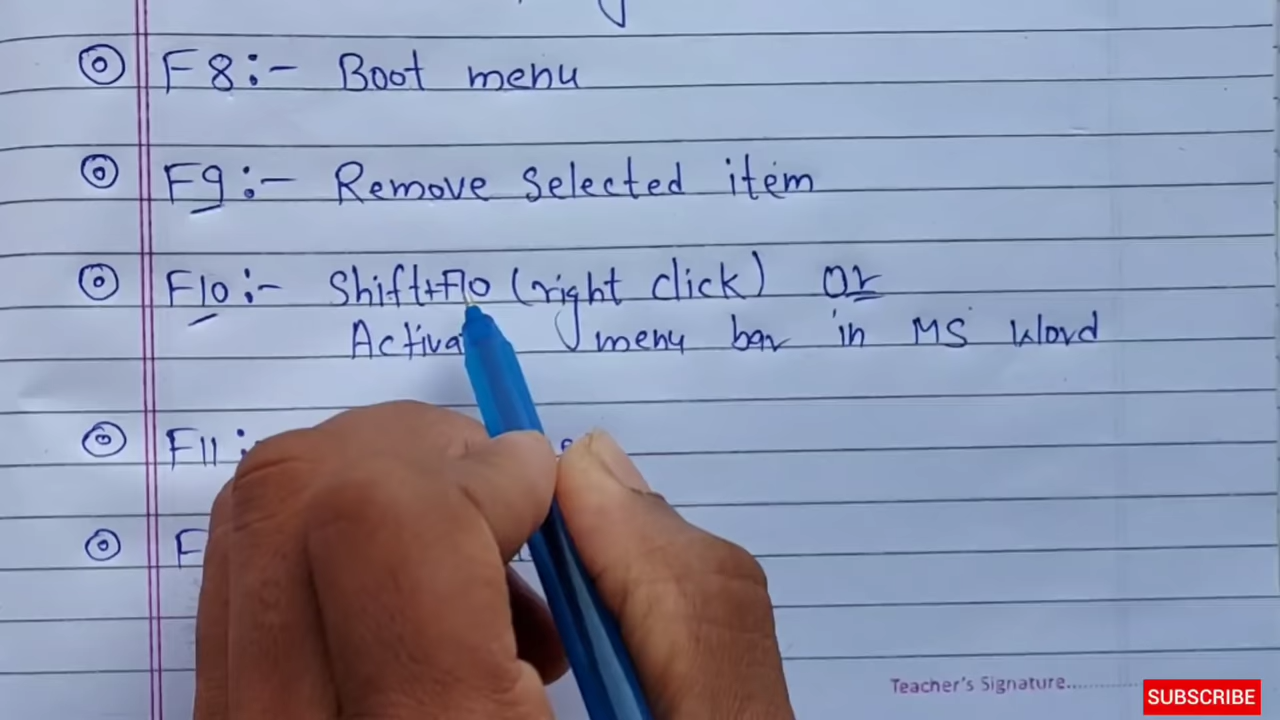 F8:- Boot menu
F9:- Remove selected item
F10:- Shift+F10 (right click) or
menu bar in MS Word
F11:-
Teacher's Signature..............
SUBSCRIBE